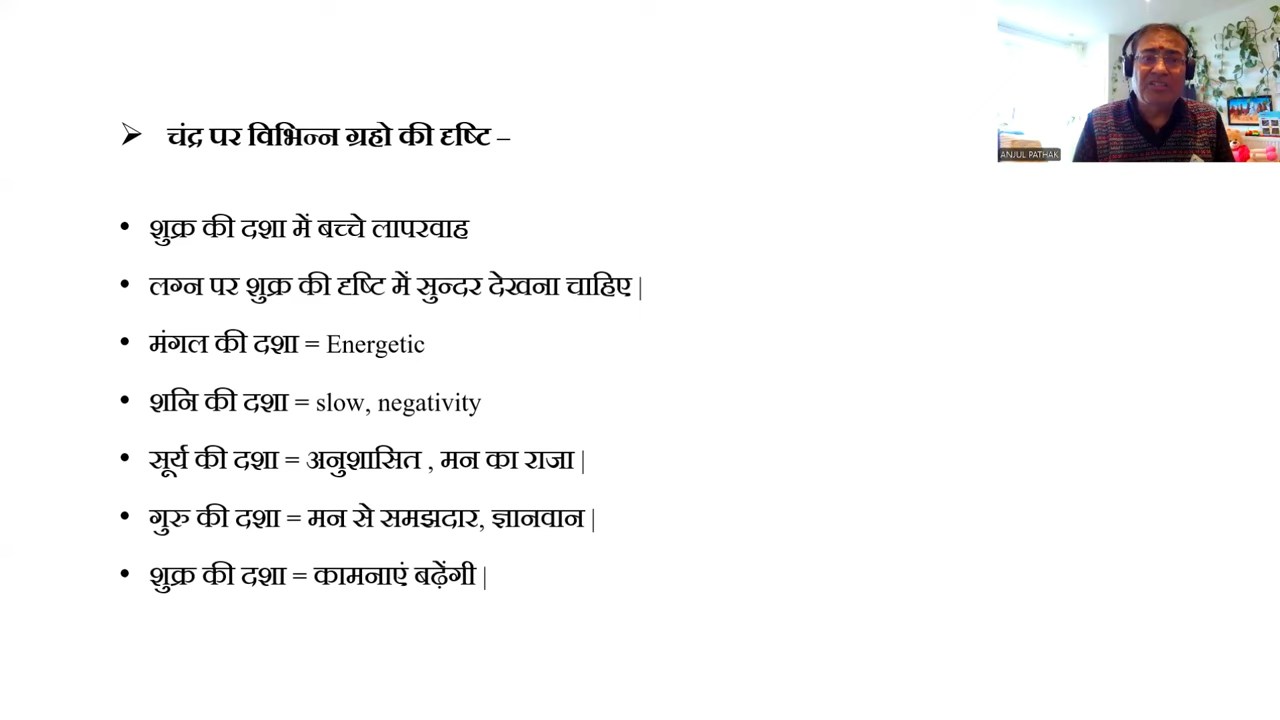 ➢ चंद्र पर विभिन्न ग्रहो की दृष्टि –
ANJUL PATHAK
• शुक्र की दशा में बच्चे लापरवाह
• लग्न पर शुक्र की दृष्टि में सुन्दर देखना चाहिए |
• मंगल की दशा = Energetic
• शनि की दशा = slow, negativity
• सूर्य की दशा = अनुशासित , मन का राजा |
• गुरु की दशा = मन से समझदार, ज्ञानवान |
• शुक्र की दशा = कामनाएं बढ़ेंगी |